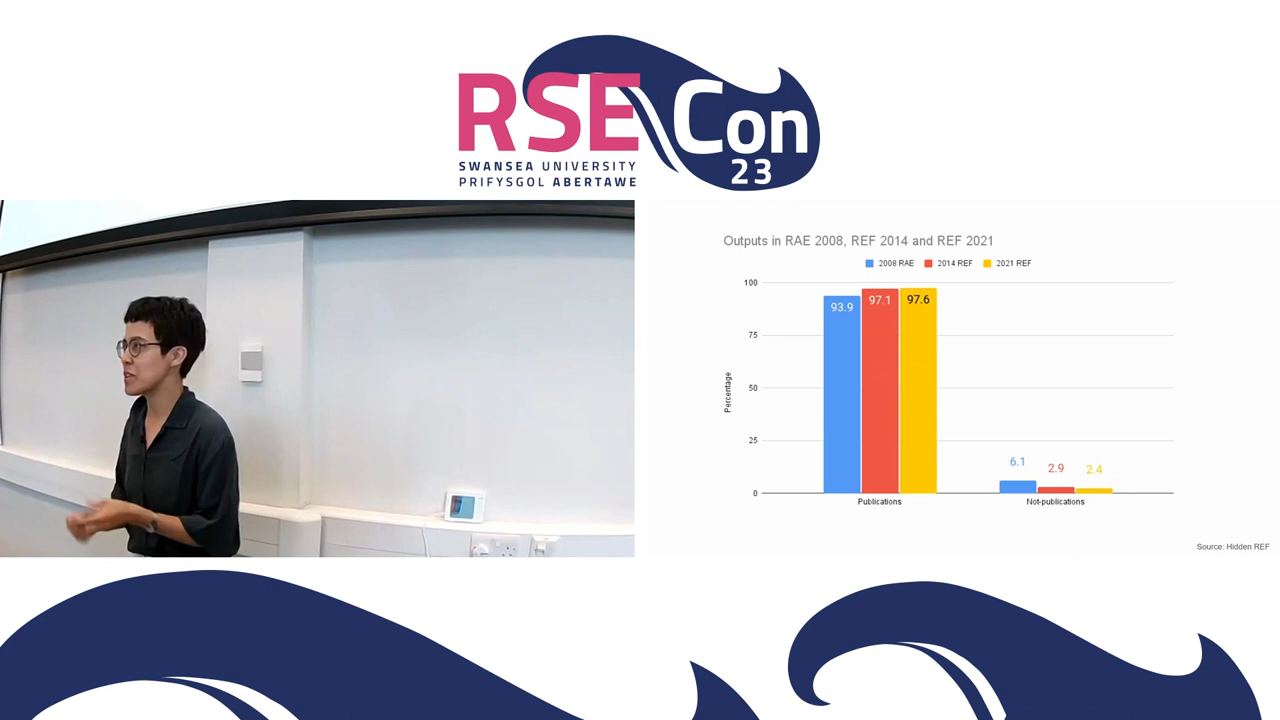 RSE Con
23
SWANSEA UNIVERSITY
PRIFYSGOL ABERTAWE
Outputs in RAE 2008, REF 2014 and REF 2021
2008 RAE 2014 REF 2021 REF
100
75
50
25
0
Percentage
93.9 97.1 97.6
6.1 2.9 2.4
Publications Not-publications
Source: Hidden REF